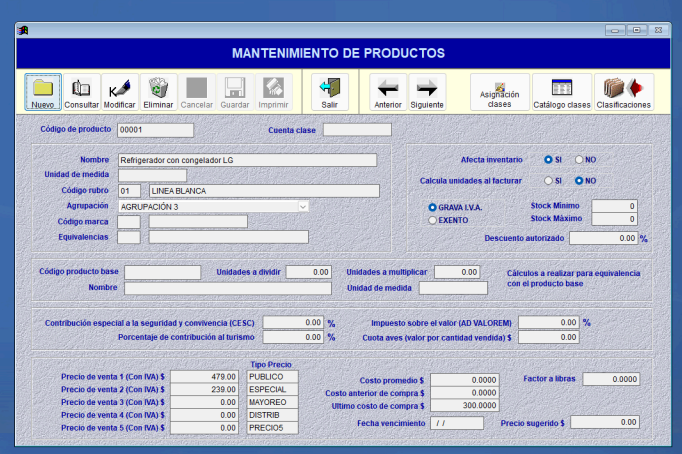 MANTENIMIENTO DE PRODUCTOS
Nuevo Consultar Modificar Eliminar Cancelar Guardar Imprimir Salir Anterior Siguiente Asignación clases Catálogo clases Clasificaciones
Código de producto 00001 Cuenta clase
Nombre Refrigerador con congelador LG
Unidad de medida
Código rubro 01 LINEA BLANCA
Agrupación AGRUPACIÓN 3
Código marca
Equivalencias
Afecta inventario SI NO
Calcula unidades al facturar SI NO
GRAVA I.V.A. Stock Mínimo 0
EXENTO Stock Máximo 0
Descuento autorizado 0.00 %
Código producto base Unidades a dividir 0.00 Unidades a multiplicar 0.00
Nombre Unidad de medida
Cálculos a realizar para equivalencia
con el producto base
Contribución especial a la seguridad y convivencia (CESC) 0.00 % Impuesto sobre el valor (AD VALOREM) 0.00 %
Porcentaje de contribución al turismo 0.00 % Cuota aves (valor por cantidad vendida) $ 0.00
Tipo Precio
Precio de venta 1 (Con IVA) $ 479.00 PUBLICO
Precio de venta 2 (Con IVA) $ 239.00 ESPECIAL
Precio de venta 3 (Con IVA) $ 0.00 MAYOREO
Precio de venta 4 (Con IVA) $ 0.00 DISTRIB
Precio de venta 5 (Con IVA) $ 0.00 PRECIO5
Costo promedio $ 0.0000 Factor a libras 0.0000
Costo anterior de compra $ 0.0000
Ultimo costo de compra $ 300.0000
Fecha vencimiento / / Precio sugerido $ 0.00